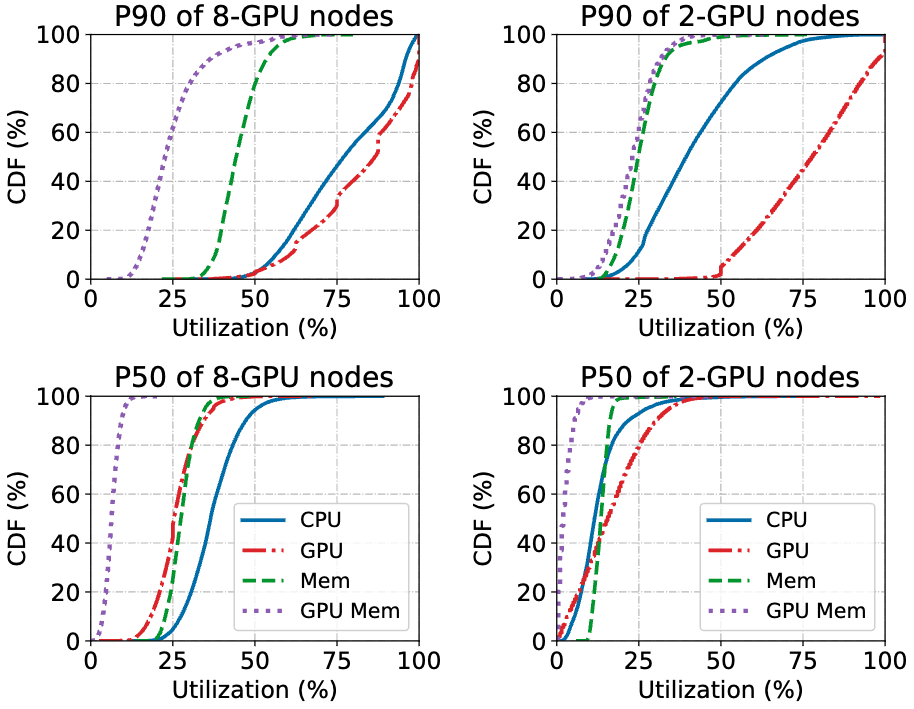 P90 of 8-GPU nodes
100
80
60
40
20
0
CDF (%)
0 25 50 75 100
Utilization (%)
P90 of 2-GPU nodes
100
80
60
40
20
0
CDF (%)
0 25 50 75 100
Utilization (%)
P50 of 8-GPU nodes
100
80
60
40
20
0
CDF (%)
CPU
GPU
Mem
GPU Mem
0 25 50 75 100
Utilization (%)
P50 of 2-GPU nodes
100
80
60
40
20
0
CDF (%)
CPU
GPU
Mem
GPU Mem
0 25 50 75 100
Utilization (%)